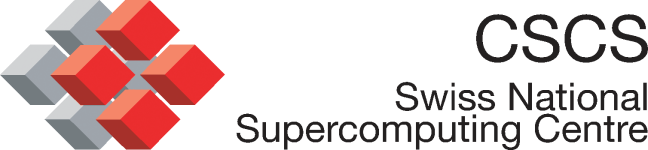 CSCS
Swiss National
Supercomputing Centre